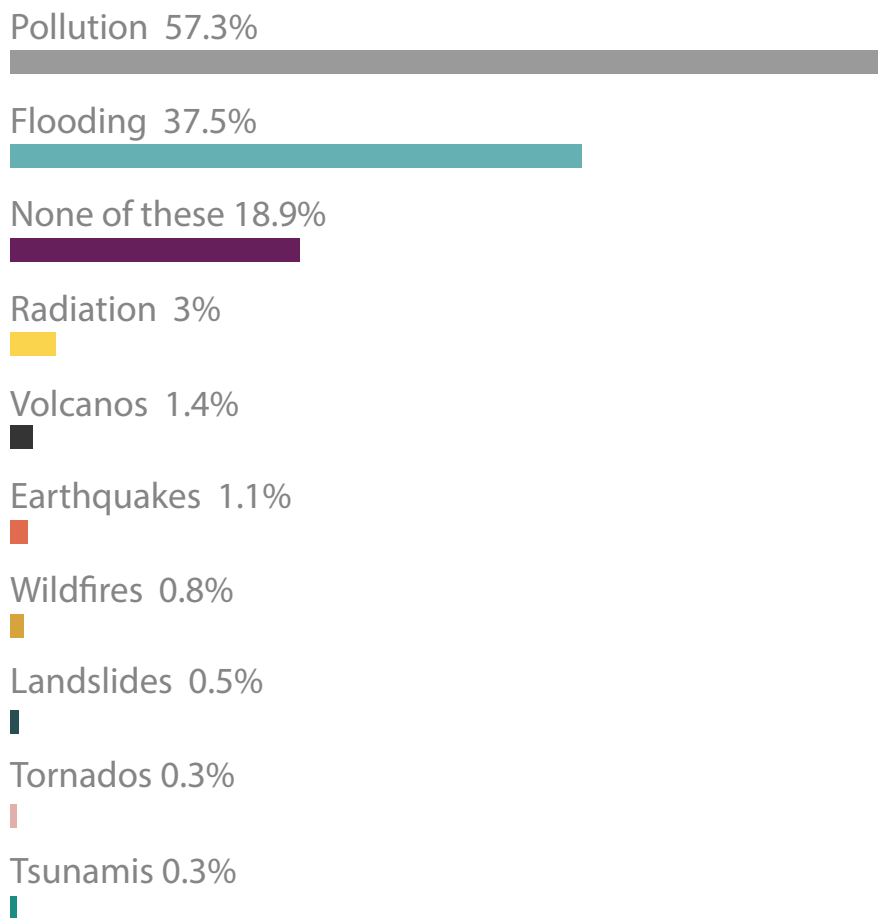 Pollution 57.3%
Flooding 37.5%
None of these 18.9%
Radiation 3%
Volcanos 1.4%
Earthquakes 1.1%
Wildfires 0.8%
Landslides 0.5%
Tornados 0.3%
Tsunamis 0.3%